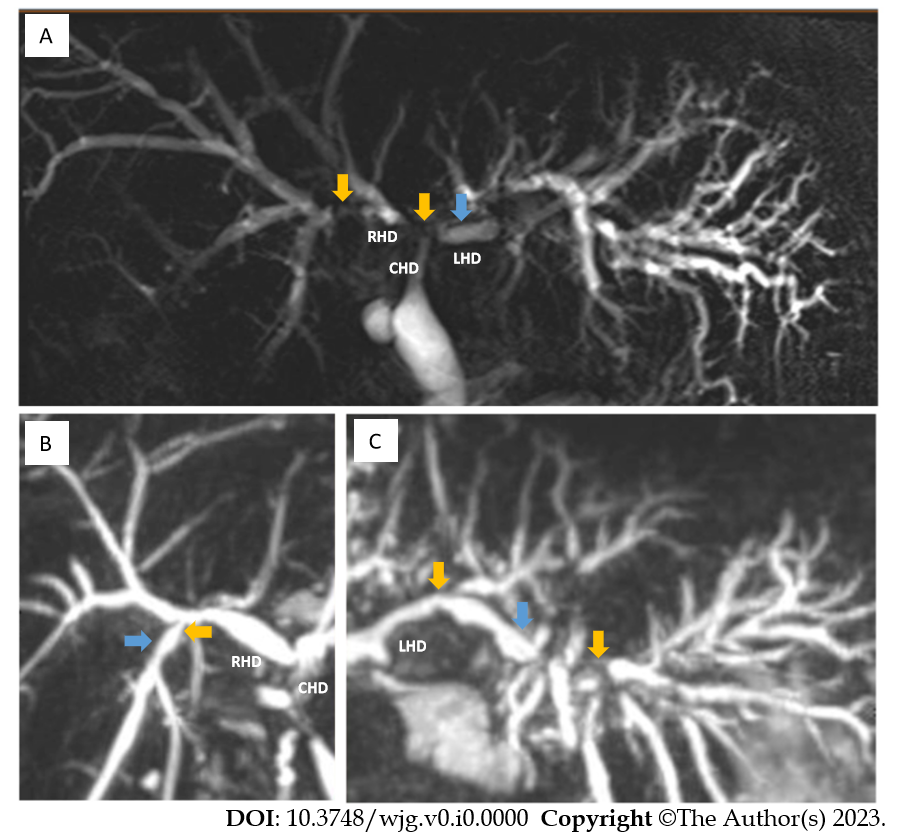 A
RHD
CHD
LHD
B
RHD
CHD
C
LHD
DOI: 10.3748/wjg.v0.i0.0000 Copyright ©The Author(s) 2023.